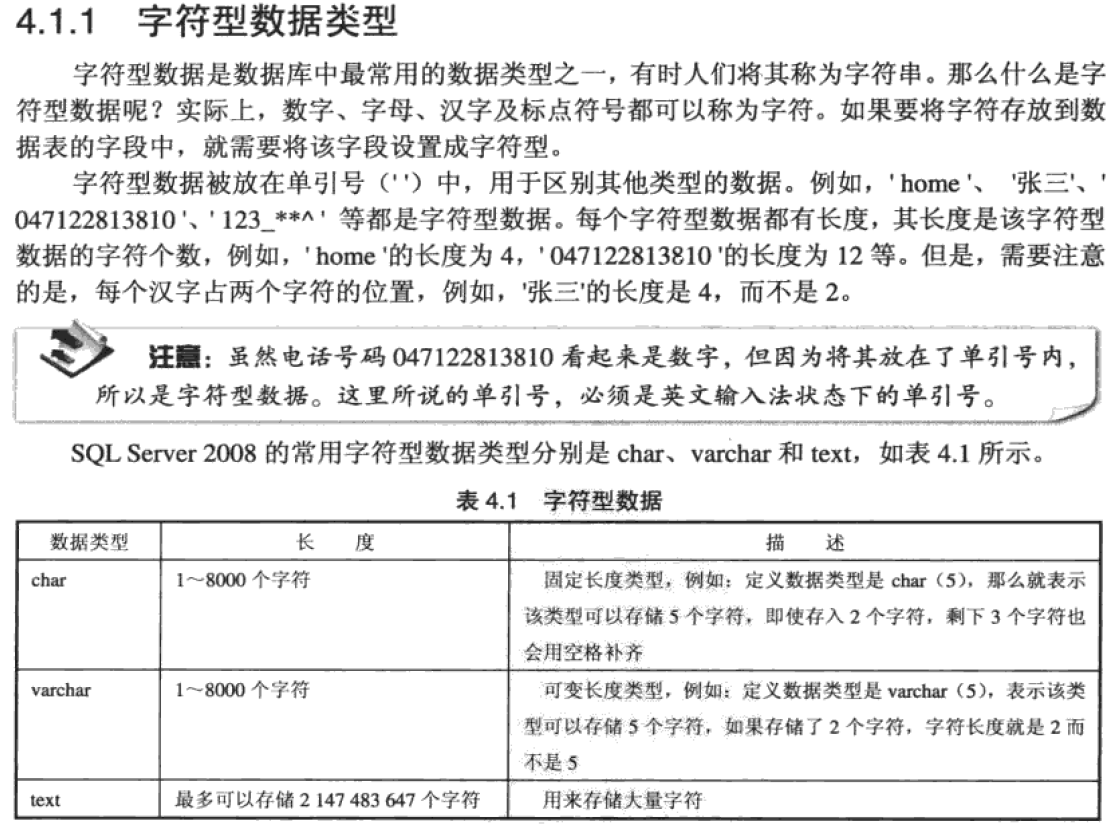 4.1.1 字符型数据类型
字符型数据是数据库中最常用的数据类型之一，有时人们将其称为字符串。那么什么是字
符型数据呢？实际上，数字、字母、汉字及标点符号都可以称为字符。如果要将字符存放到数
据表的字段中，就需要将该字段设置成字符型。
字符型数据被放在单引号（' '）中，用于区别其他类型的数据。例如，' home '、 '张三'、'
047122813810 '、' 123_**^ ' 等都是字符型数据。每个字符型数据都有长度，其长度是该字符型
数据的字符个数，例如，' home '的长度为 4，' 047122813810 '的长度为 12 等。但是，需要注意
的是，每个汉字占两个字符的位置，例如，'张三'的长度是 4，而不是 2。
注意：虽然电话号码 047122813810 看起来是数字，但因为将其放在了单引号内，
所以是字符型数据。这里所说的单引号，必须是英文输入法状态下的单引号。
SQL Server 2008 的常用字符型数据类型分别是 char、varchar 和 text，如表 4.1 所示。
表 4.1 字符型数据
数据类型 长 度 描 述
char 1～8000 个字符 固定长度类型，例如：定义数据类型是 char（5），那么就表示
该类型可以存储 5 个字符，即使存入 2 个字符，剩下 3 个字符也
会用空格补齐
varchar 1～8000 个字符 可变长度类型，例如：定义数据类型是 varchar（5），表示该类
型可以存储 5 个字符，如果存储了 2 个字符，字符长度就是 2 而
不是 5
text 最多可以存储 2 147 483 647 个字符 用来存储大量字符